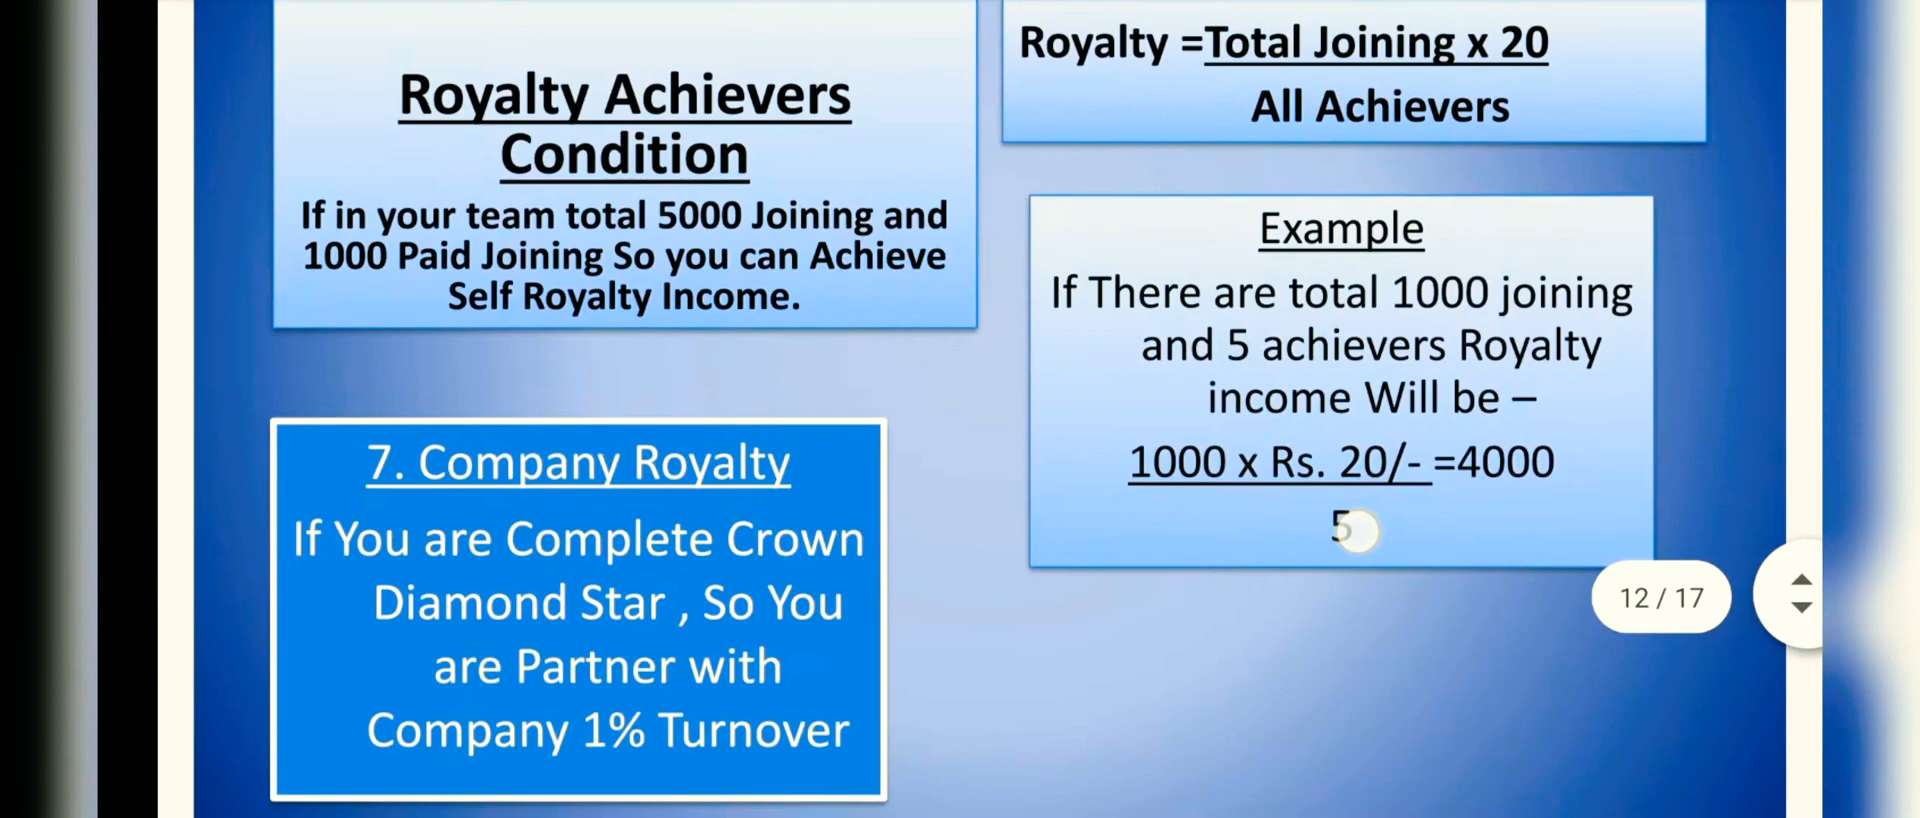 Royalty Achievers
Condition
If in your team total 5000 Joining and
1000 Paid Joining So you can Achieve
Self Royalty Income.
Royalty =Total Joining x 20
All Achievers
Example
If There are total 1000 joining
and 5 achievers Royalty
income Will be –
1000 x Rs. 20/- =4000
5
7. Company Royalty
If You are Complete Crown
Diamond Star , So You
are Partner with
Company 1% Turnover
12 / 17